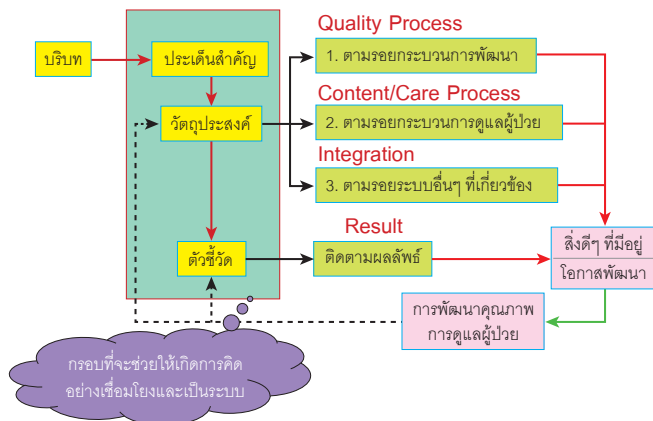 Quality Process
บริบท
ประเด็นสำคัญ
1. ตามรอยกระบวนการพัฒนา
Content/Care Process
วัตถุประสงค์
2. ตามรอยกระบวนการดูแลผู้ป่วย
Integration
3. ตามรอยระบบอื่นๆ ที่เกี่ยวข้อง
Result
ตัวชี้วัด
ติดตามผลลัพธ์
สิ่งดีๆ ที่มีอยู่
โอกาสพัฒนา
การพัฒนาคุณภาพ
การดูแลผู้ป่วย
กรอบที่จะช่วยให้เกิดการคิด
อย่างเชื่อมโยงและเป็นระบบ